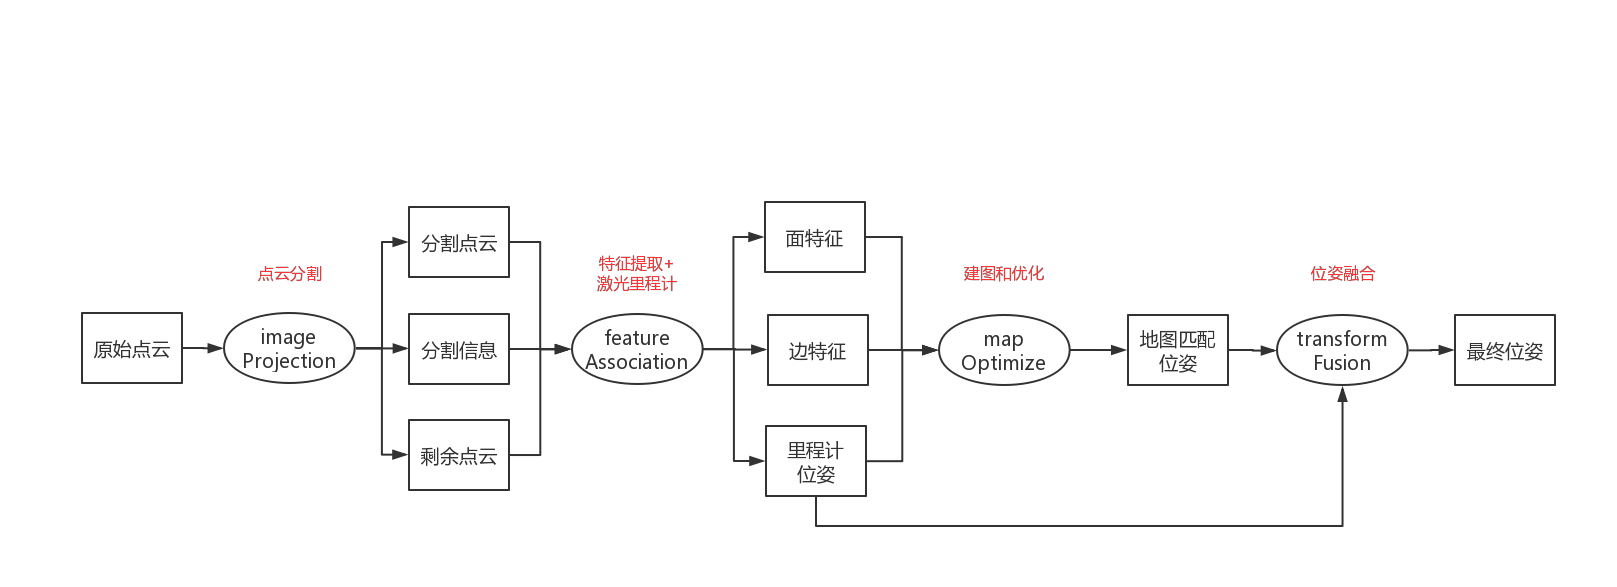 原始点云
点云分割
image
Projection
分割点云
分割信息
剩余点云
特征提取+
激光里程计
feature
Association
面特征
边特征
里程计
位姿
建图和优化
map
Optimize
地图匹配
位姿
位姿融合
transform
Fusion
最终位姿